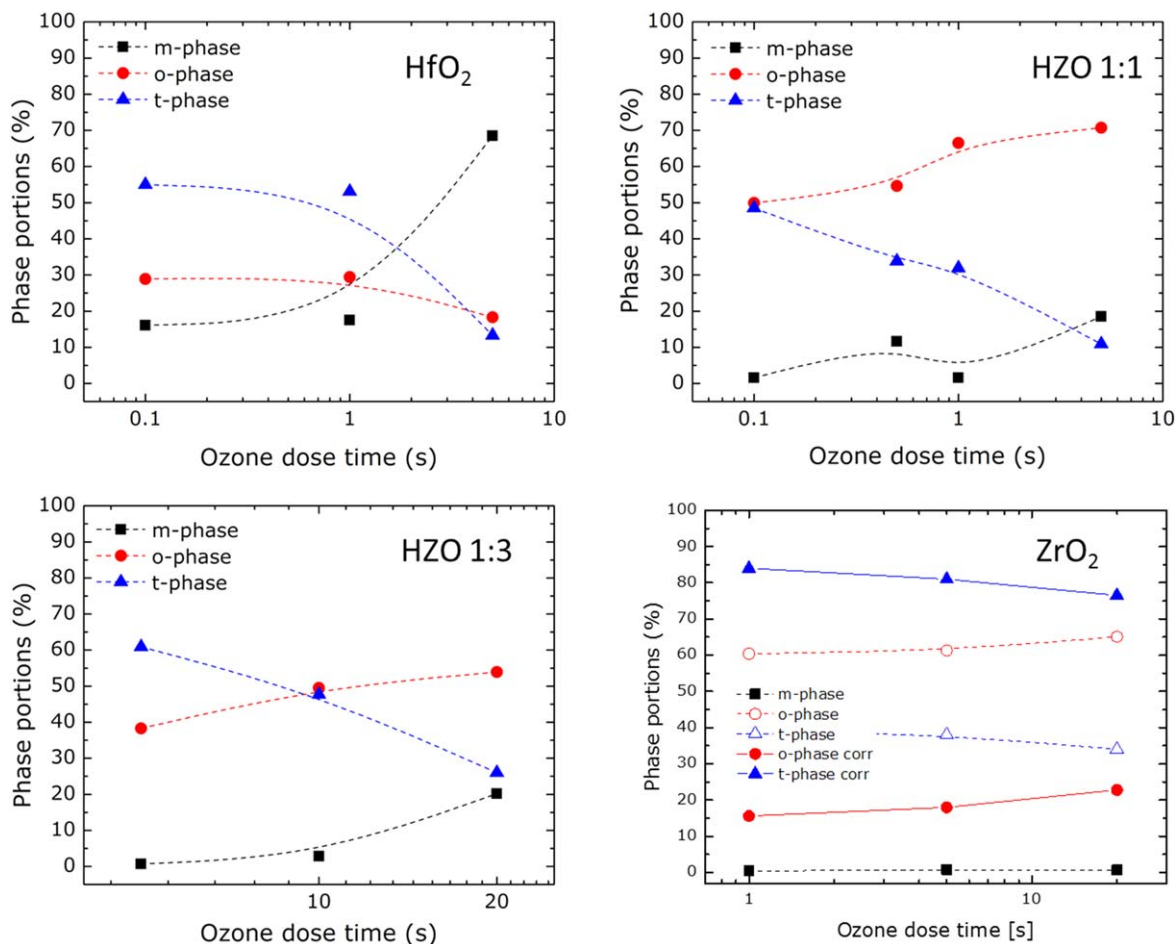 100
90
80
70
60
50
40
30
20
10
0
m-phase
o-phase
t-phase
HfO₂
Phase portions (%)
0.1
1
10
Ozone dose time (s)
100
90
80
70
60
50
40
30
20
10
0
m-phase
o-phase
t-phase
HZO 1:1
Phase portions (%)
0.1
1
10
Ozone dose time (s)
100
90
80
70
60
50
40
30
20
10
0
m-phase
o-phase
t-phase
HZO 1:3
Phase portions (%)
10
20
Ozone dose time (s)
100
90
80
70
60
50
40
30
20
10
0
ZrO₂
m-phase
o-phase
t-phase
o-phase corr
t-phase corr
Phase portions (%)
1
10
Ozone dose time [s]